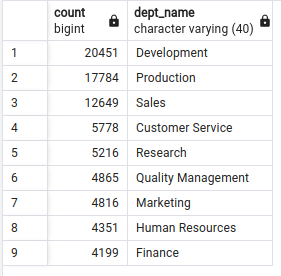 count dept_name
bigint character varying (40)
1 20451 Development
2 17784 Production
3 12649 Sales
4 5778 Customer Service
5 5216 Research
6 4865 Quality Management
7 4816 Marketing
8 4351 Human Resources
9 4199 Finance